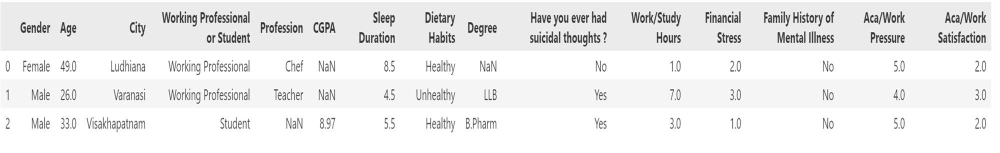 Gender Age City Working Professional or Student Profession CGPA Sleep Duration Dietary Habits Degree Have you ever had suicidal thoughts ? Work/Study Hours Financial Stress Family History of Mental Illness Aca/Work Pressure Aca/Work Satisfaction
0 Female 49.0 Ludhiana Working Professional Chef NaN 8.5 Healthy NaN No 1.0 2.0 No 5.0 2.0
1 Male 26.0 Varanasi Working Professional Teacher NaN 4.5 Unhealthy LLB Yes 7.0 3.0 No 4.0 3.0
2 Male 33.0 Visakhapatnam Student NaN 8.97 5.5 Healthy B.Pharm Yes 3.0 1.0 No 5.0 2.0